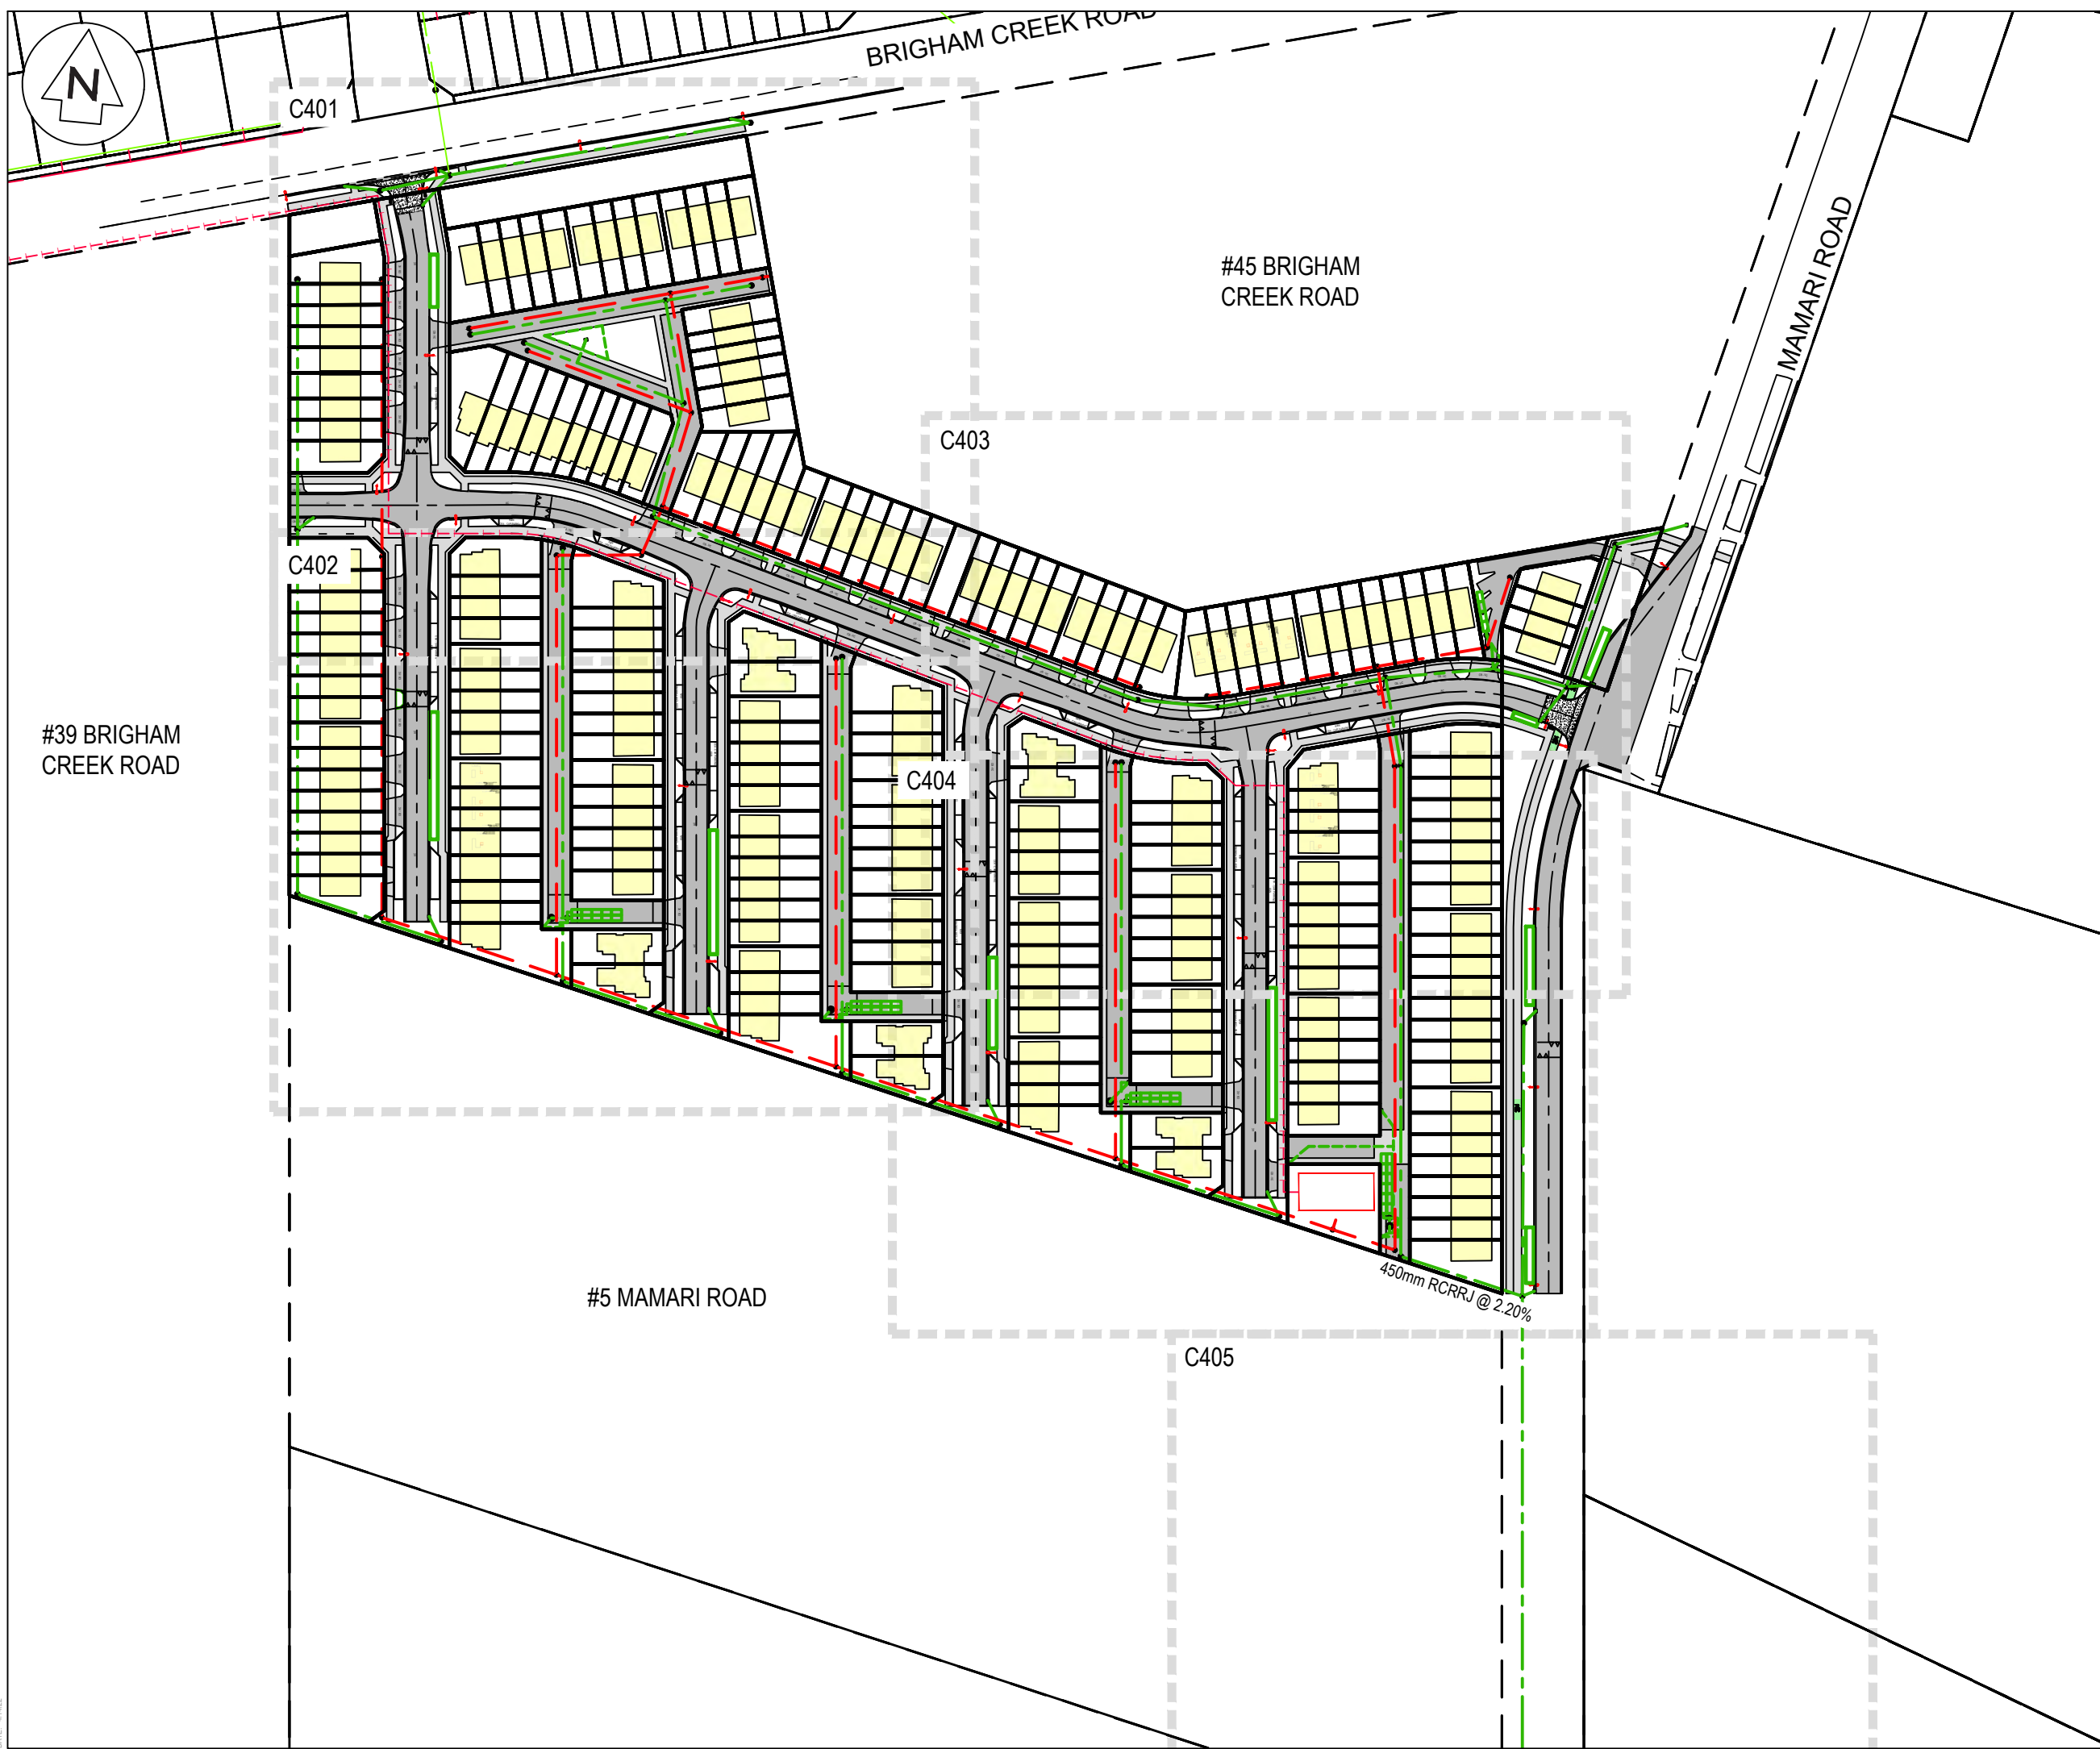 BRIGHAM CREEK ROAD
N
C401
MAMARI ROAD
#45 BRIGHAM
CREEK ROAD
C403
C402
#39 BRIGHAM
CREEK ROAD
C404
450mm RCRRJ @ 2.20%
#5 MAMARI ROAD
C405